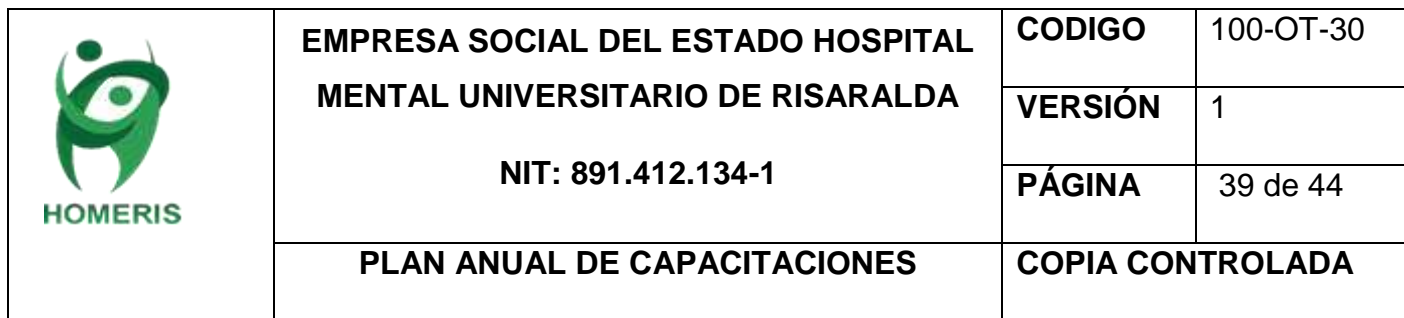 EMPRESA SOCIAL DEL ESTADO HOSPITAL
MENTAL UNIVERSITARIO DE RISARALDA
NIT: 891.412.134-1
CODIGO 100-OT-30
VERSIÓN 1
PÁGINA 39 de 44
HOMERIS
PLAN ANUAL DE CAPACITACIONES
COPIA CONTROLADA